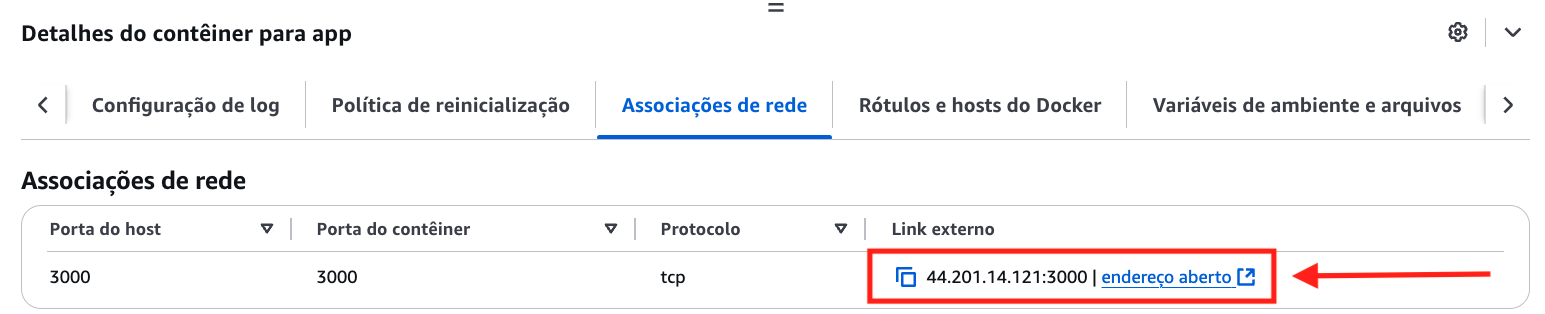 Detalhes do contêiner para app
Configuração de log
Política de reinicialização
Associações de rede
Rótulos e hosts do Docker
Variáveis de ambiente e arquivos
Associações de rede
Porta do host
Porta do contêiner
Protocolo
Link externo
3000
3000
tcp
44.201.14.121:3000 | endereço aberto